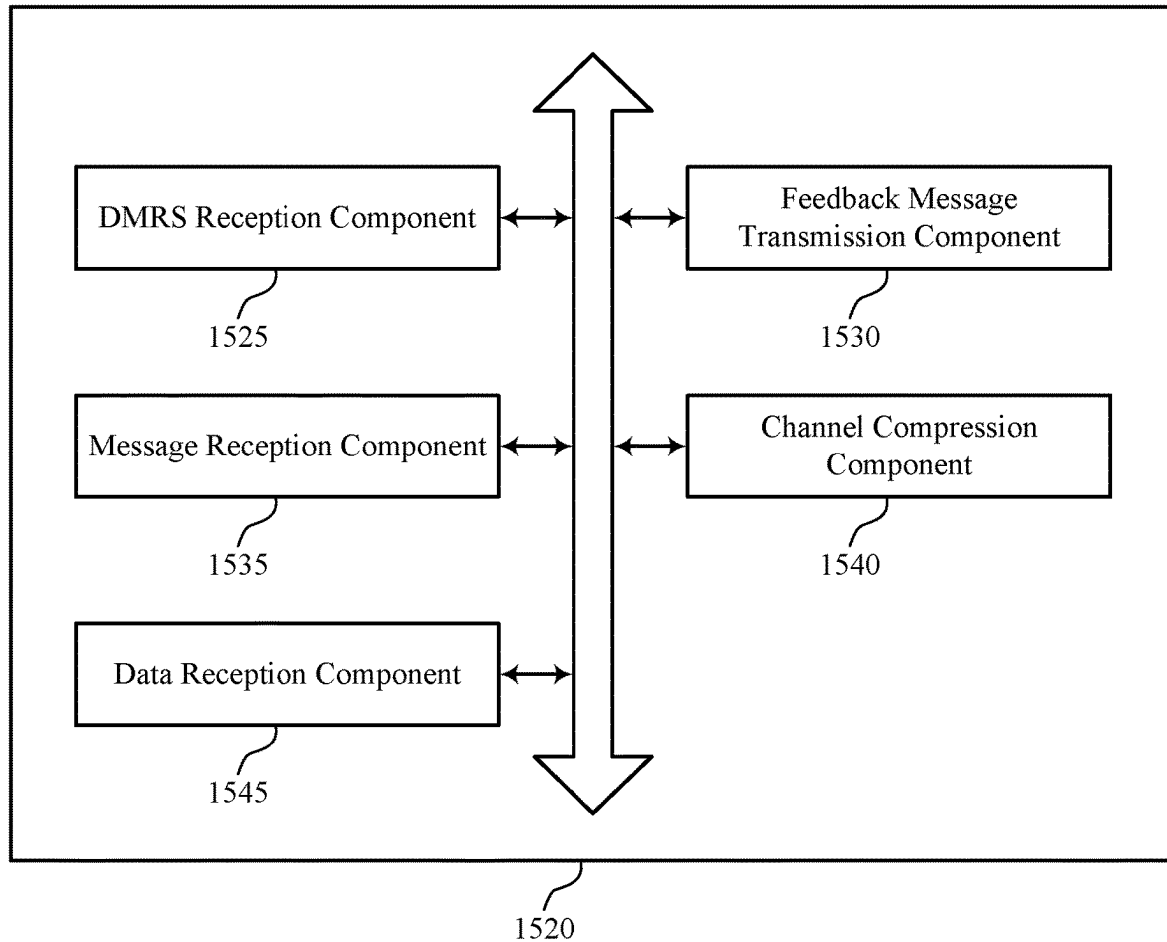 DMRS Reception Component
1525
Feedback Message
Transmission Component
1530
Message Reception Component
1535
Channel Compression
Component
1540
Data Reception Component
1545
1520